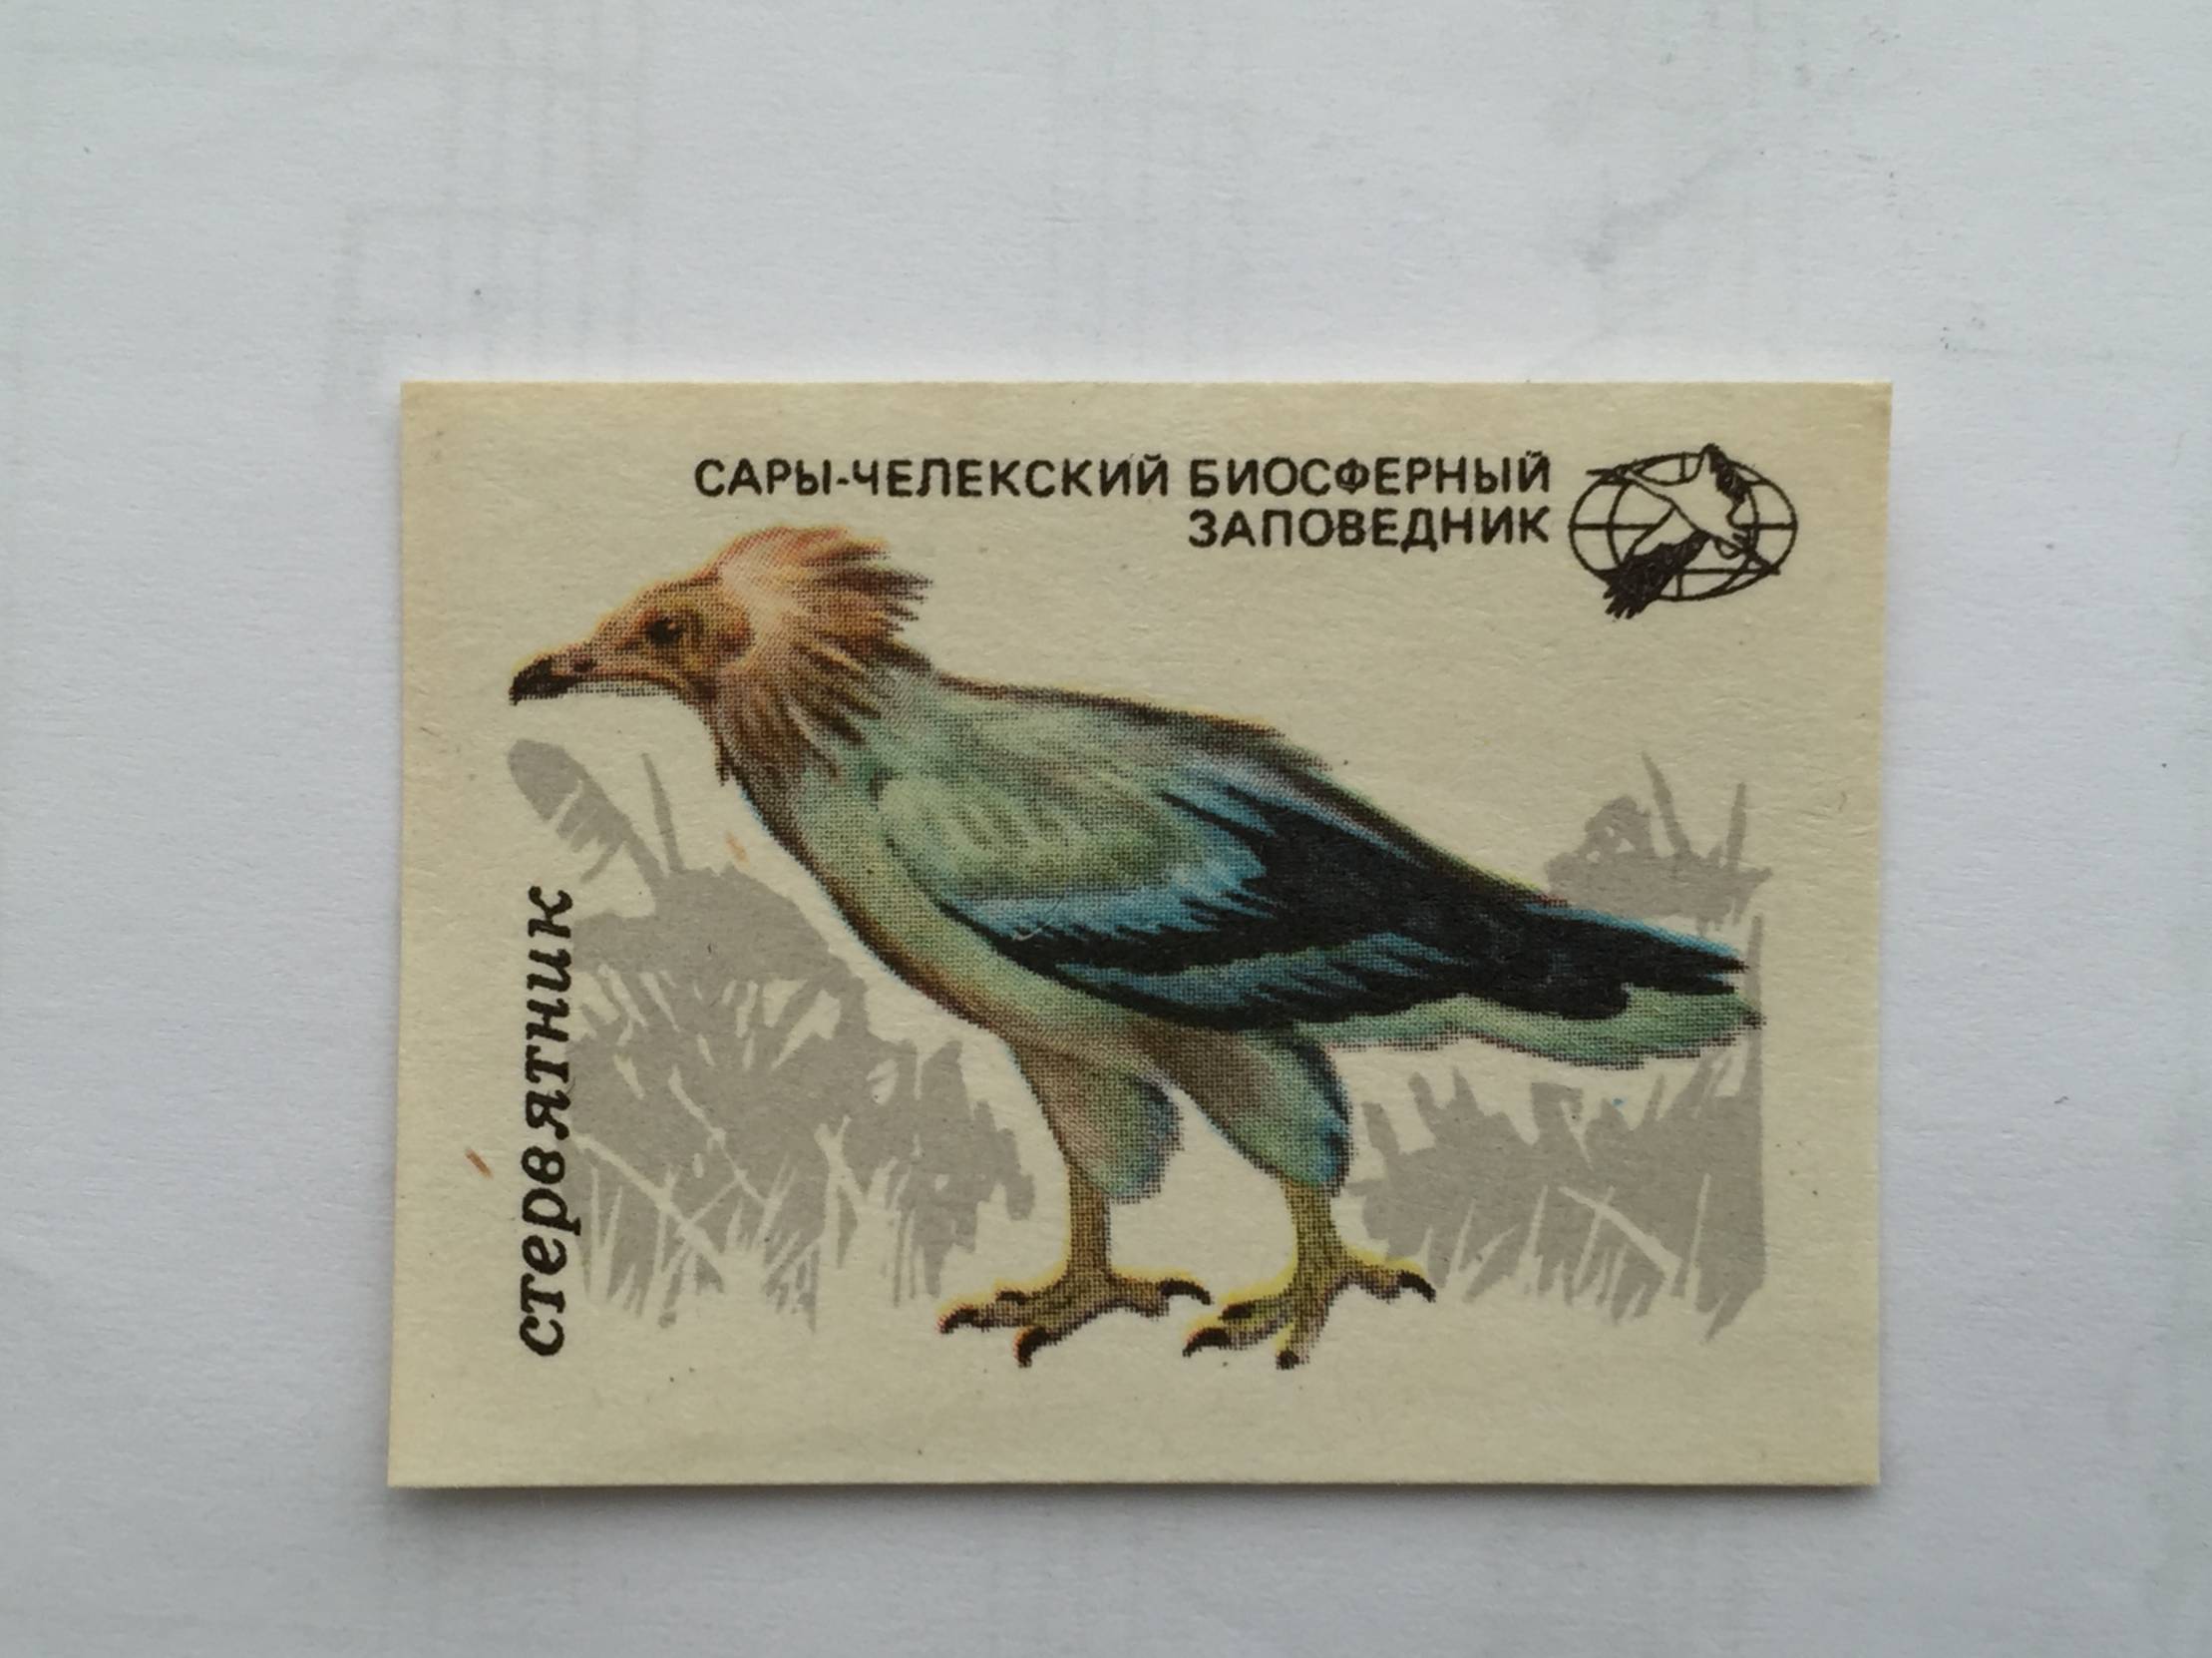 САРЫ-ЧЕЛЕКСКИЙ БИОСФЕРНЫЙ
ЗАПОВЕДНИК
стервятник